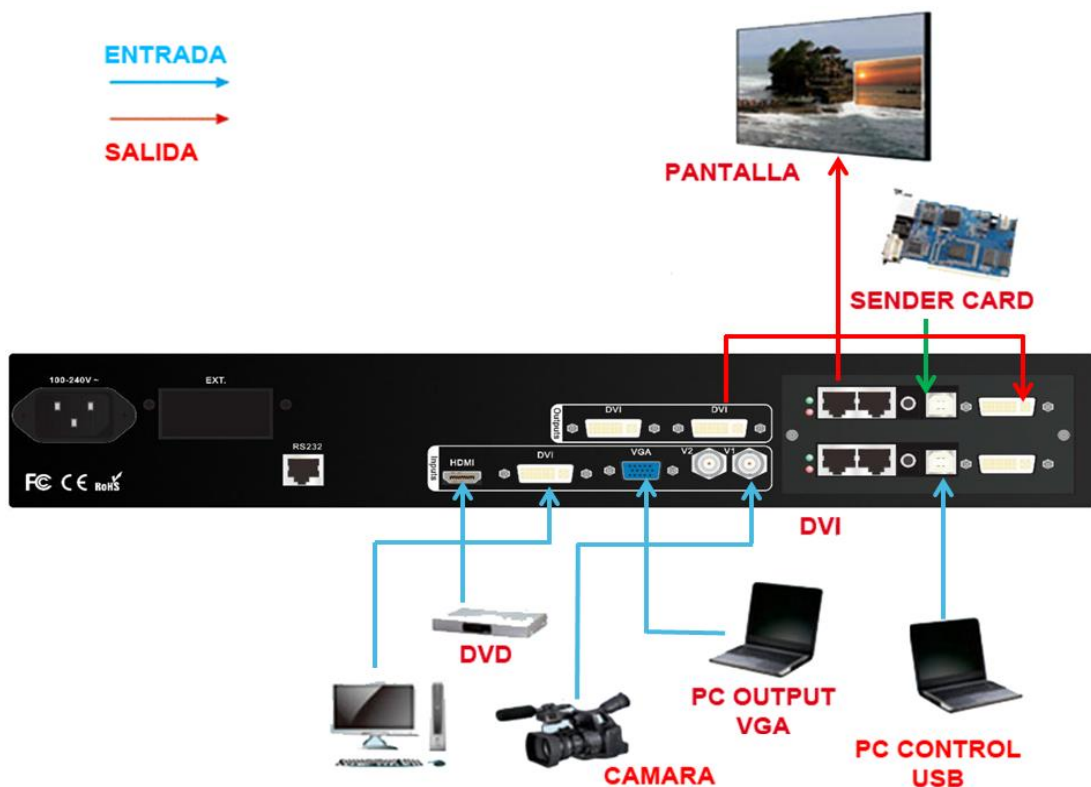 ENTRADA
SALIDA
PANTALLA
SENDER CARD
100-240V ~
EXT.
RS232
Outputs
DVI
DVI
Inputs
HDMI
DVI
VGA
V2
V1
FC CE RoHS
DVI
DVD
PC OUTPUT
VGA
CAMARA
PC CONTROL
USB